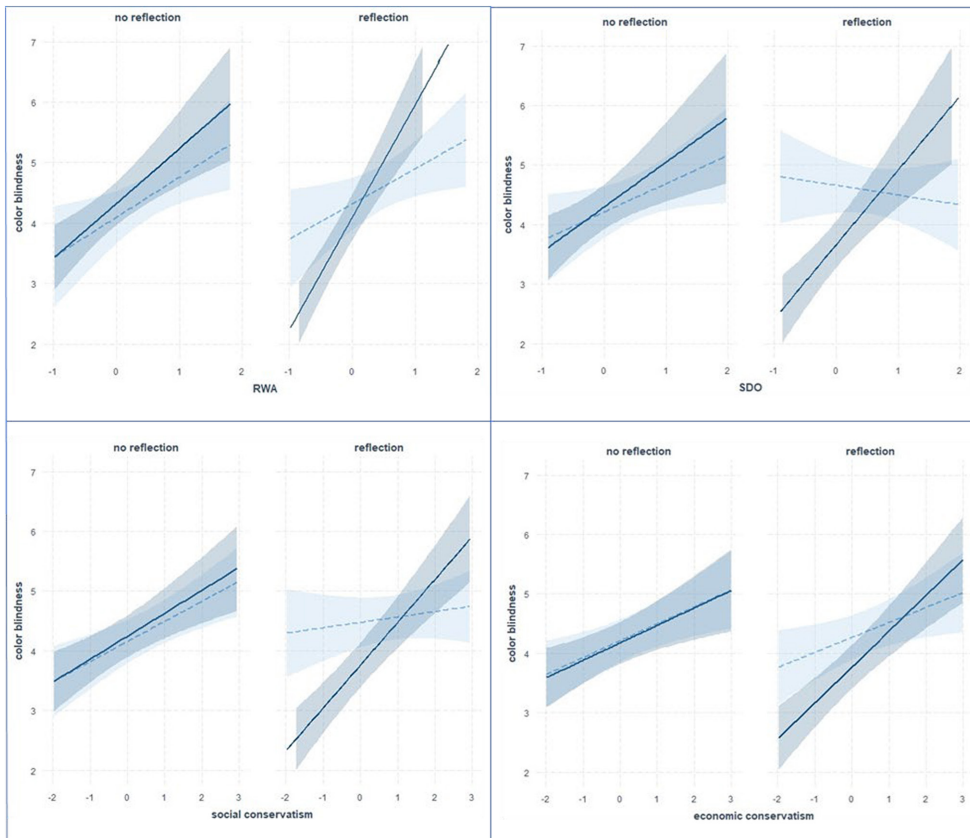 no reflection reflection
7
6
5
4
3
2
color blindness
-1 0 1 2 -1 0 1 2
RWA
no reflection reflection
7
6
5
4
3
2
color blindness
-1 0 1 2 -1 0 1 2
SDO
no reflection reflection
7
6
5
4
3
2
color blindness
-2 -1 0 1 2 3 -2 -1 0 1 2 3
social conservatism
no reflection reflection
7
6
5
4
3
2
color blindness
-2 -1 0 1 2 3 -2 -1 0 1 2 3
economic conservatism